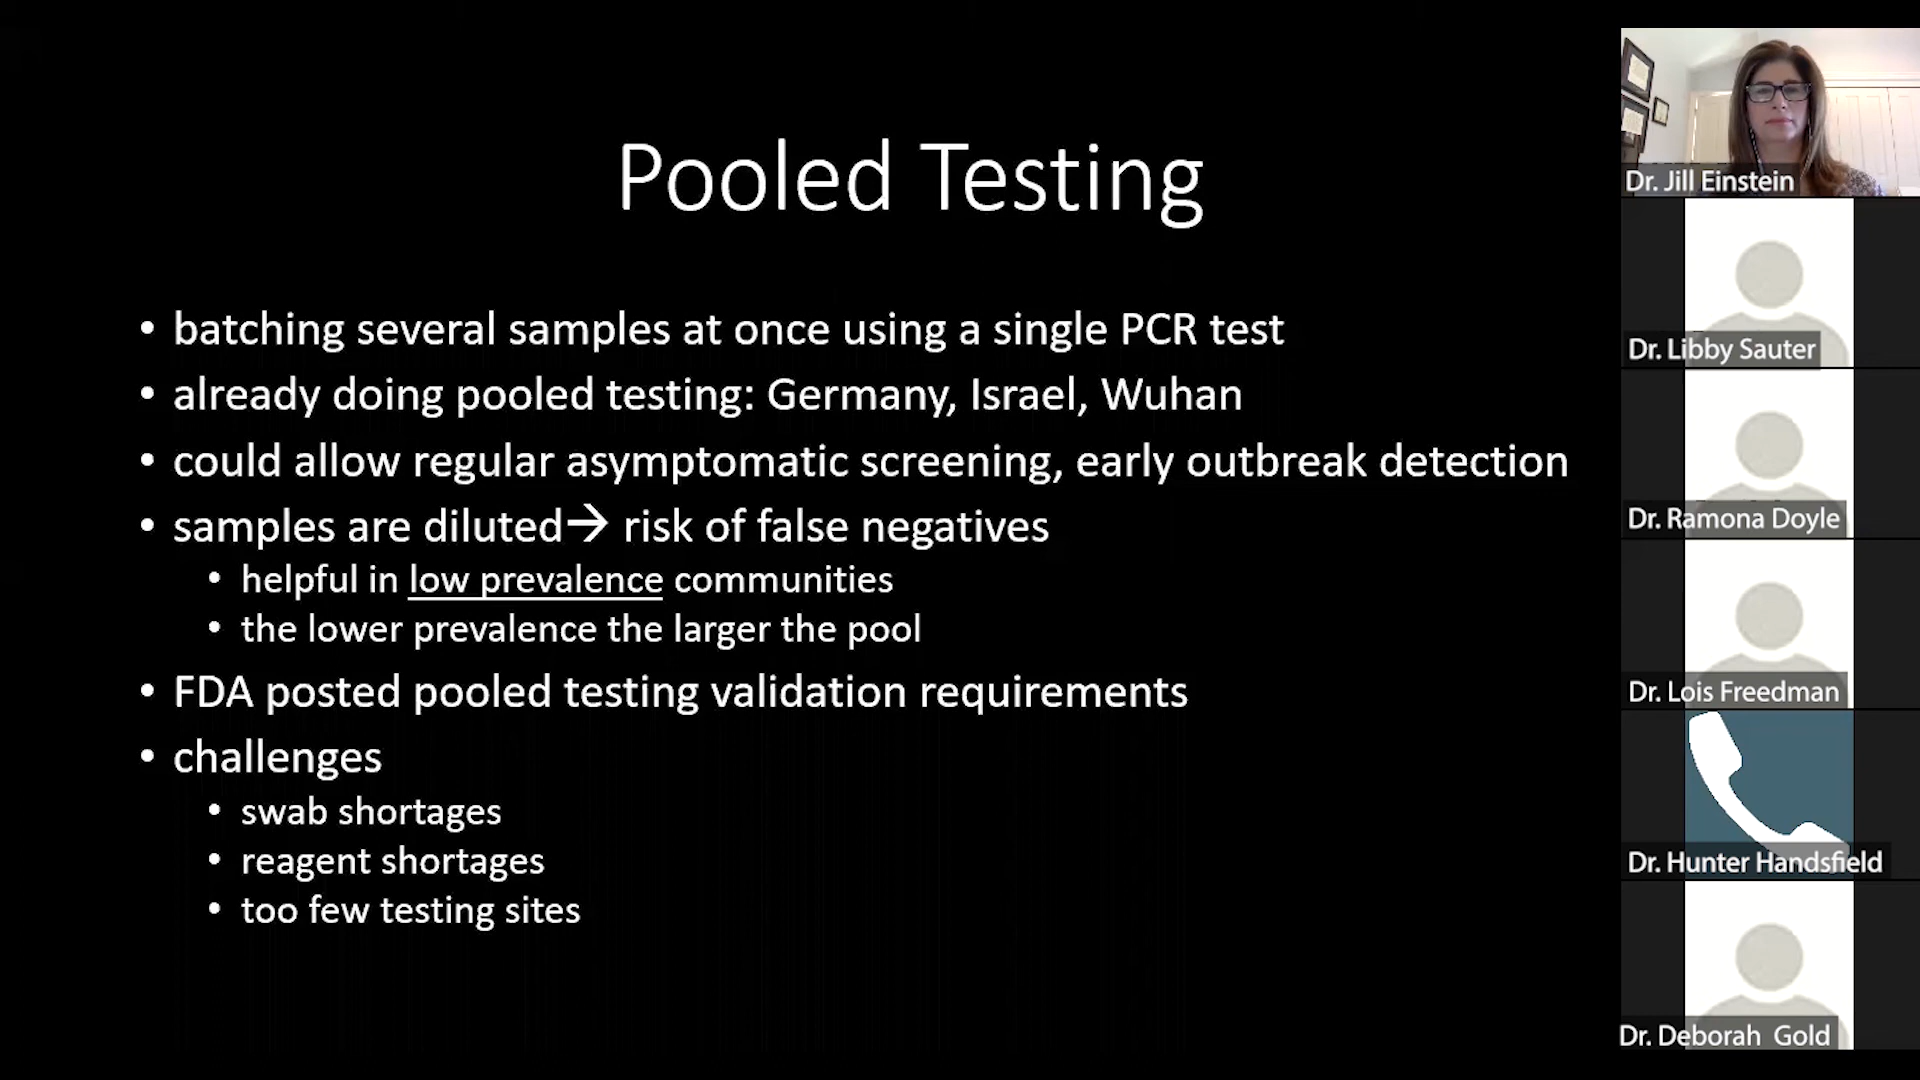 Pooled Testing
• batching several samples at once using a single PCR test
• already doing pooled testing: Germany, Israel, Wuhan
• could allow regular asymptomatic screening, early outbreak detection
• samples are diluted→ risk of false negatives
• helpful in low prevalence communities
• the lower prevalence the larger the pool
• FDA posted pooled testing validation requirements
• challenges
• swab shortages
• reagent shortages
• too few testing sites
Dr. Jill Einstein
Dr. Libby Sauter
Dr. Ramona Doyle
Dr. Lois Freedman
Dr. Hunter Handsfield
Dr. Deborah  Gold